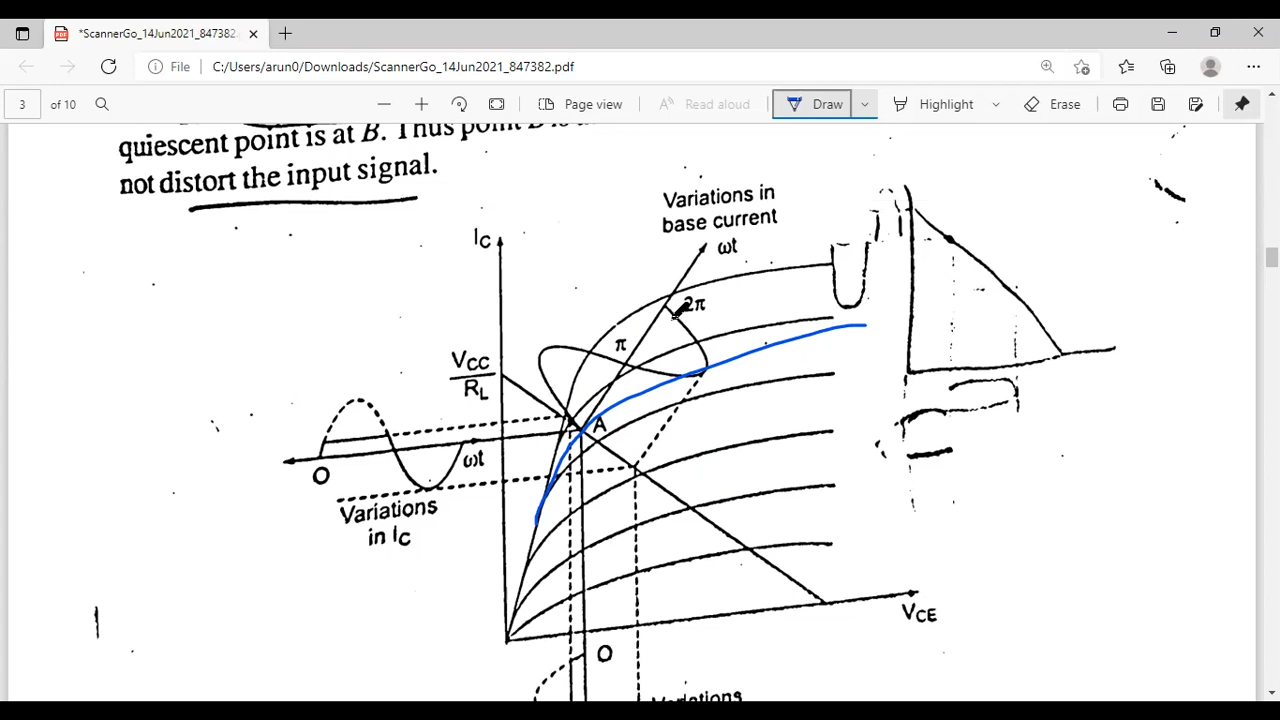 *ScannerGo_14Jun2021_847382.
File C:/Users/arun0/Downloads/ScannerGo_14Jun2021_847382.pdf
3 of 10 Page view Read aloud Draw Highlight Erase
quiescent point is at B. Thus point
not distort the input signal.
Variations in
base current
ωt
IC
2π
π
VCC
RL
A
O
ωt
Variations
in IC
VCE
O
Variations